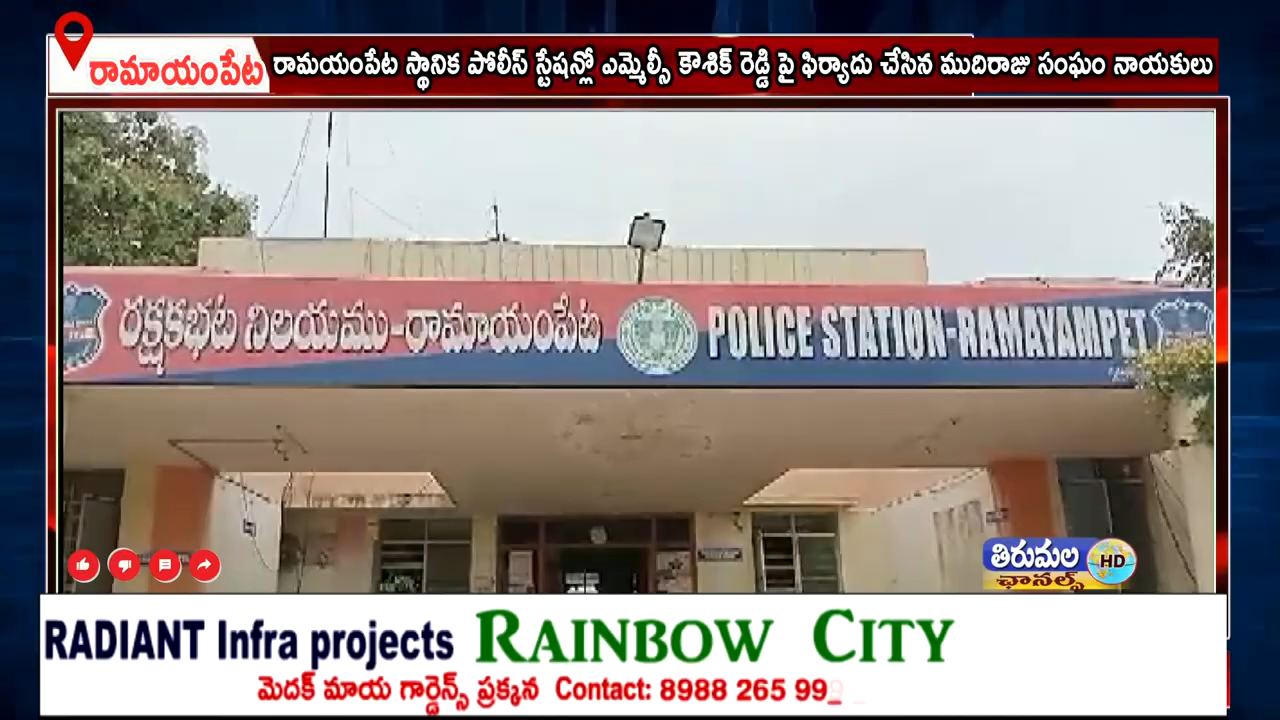 రామాయంపేట
రామయంపేట స్థానిక పోలీస్ స్టేషన్లో ఎమ్మెల్సీ కౌశిక్ రెడ్డి పై ఫిర్యాదు చేసిన ముదిరాజు సంఘం నాయకులు
రక్షకభట నిలయము-రామాయంపేట POLICE STATION-RAMAYAMPET
తిరుమల
ఛానల్స్
HD
RADIANT Infra projects RAINBOW CITY
మెదక్ మాయ గార్డెన్స్ ప్రక్కన Contact: 8988 265 99_